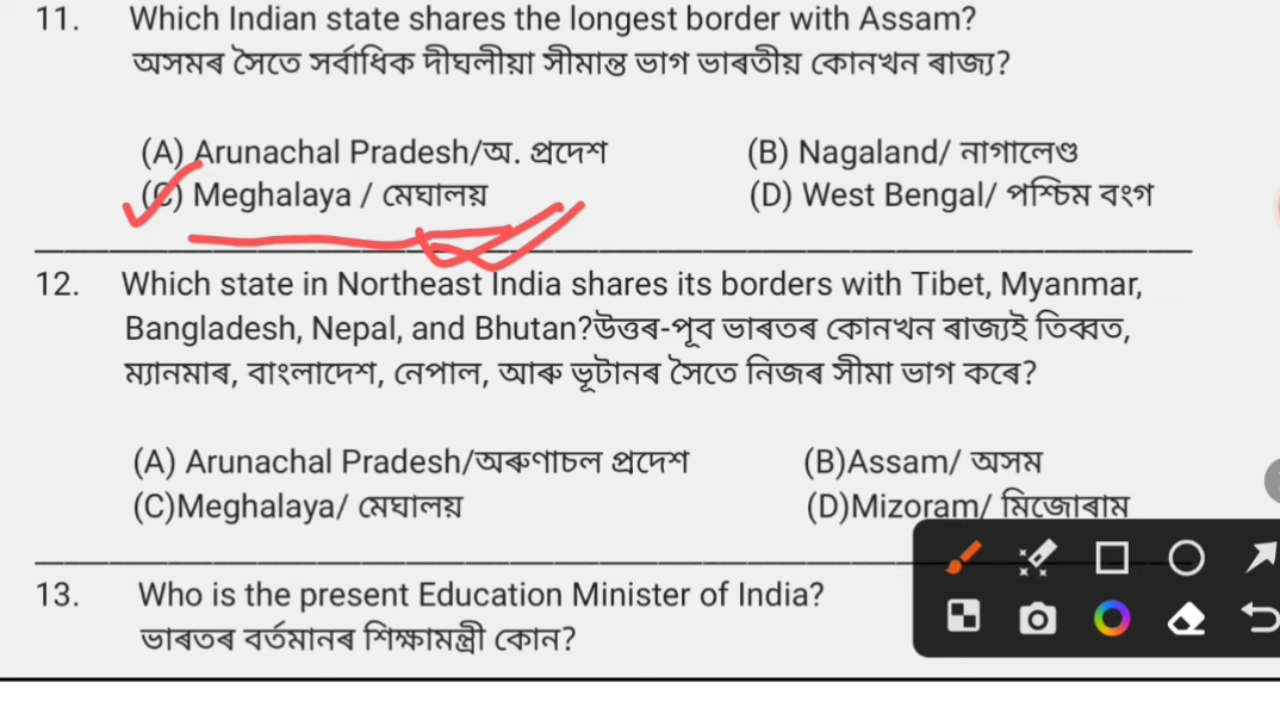 11. Which Indian state shares the longest border with Assam?
অসমৰ সৈতে সৰ্বাধিক দীঘলীয়া সীমান্ত ভাগ ভাৰতীয় কোনখন ৰাজ্য?
(A) Arunachal Pradesh/অ. প্ৰদেশ (B) Nagaland/ নাগালেণ্ড
(C) Meghalaya / মেঘালয় (D) West Bengal/ পশ্চিম বংগ
12. Which state in Northeast India shares its borders with Tibet, Myanmar,
Bangladesh, Nepal, and Bhutan?উত্তৰ-পূব ভাৰতৰ কোনখন ৰাজ্যই তিব্বত,
ম্যানমাৰ, বাংলাদেশ, নেপাল, আৰু ভূটানৰ সৈতে নিজৰ সীমা ভাগ কৰে?
(A) Arunachal Pradesh/অৰুণাচল প্ৰদেশ (B)Assam/ অসম
(C)Meghalaya/ মেঘালয় (D)Mizoram/ মিজোৰাম
13. Who is the present Education Minister of India?
ভাৰতৰ বৰ্তমানৰ শিক্ষামন্ত্ৰী কোন?